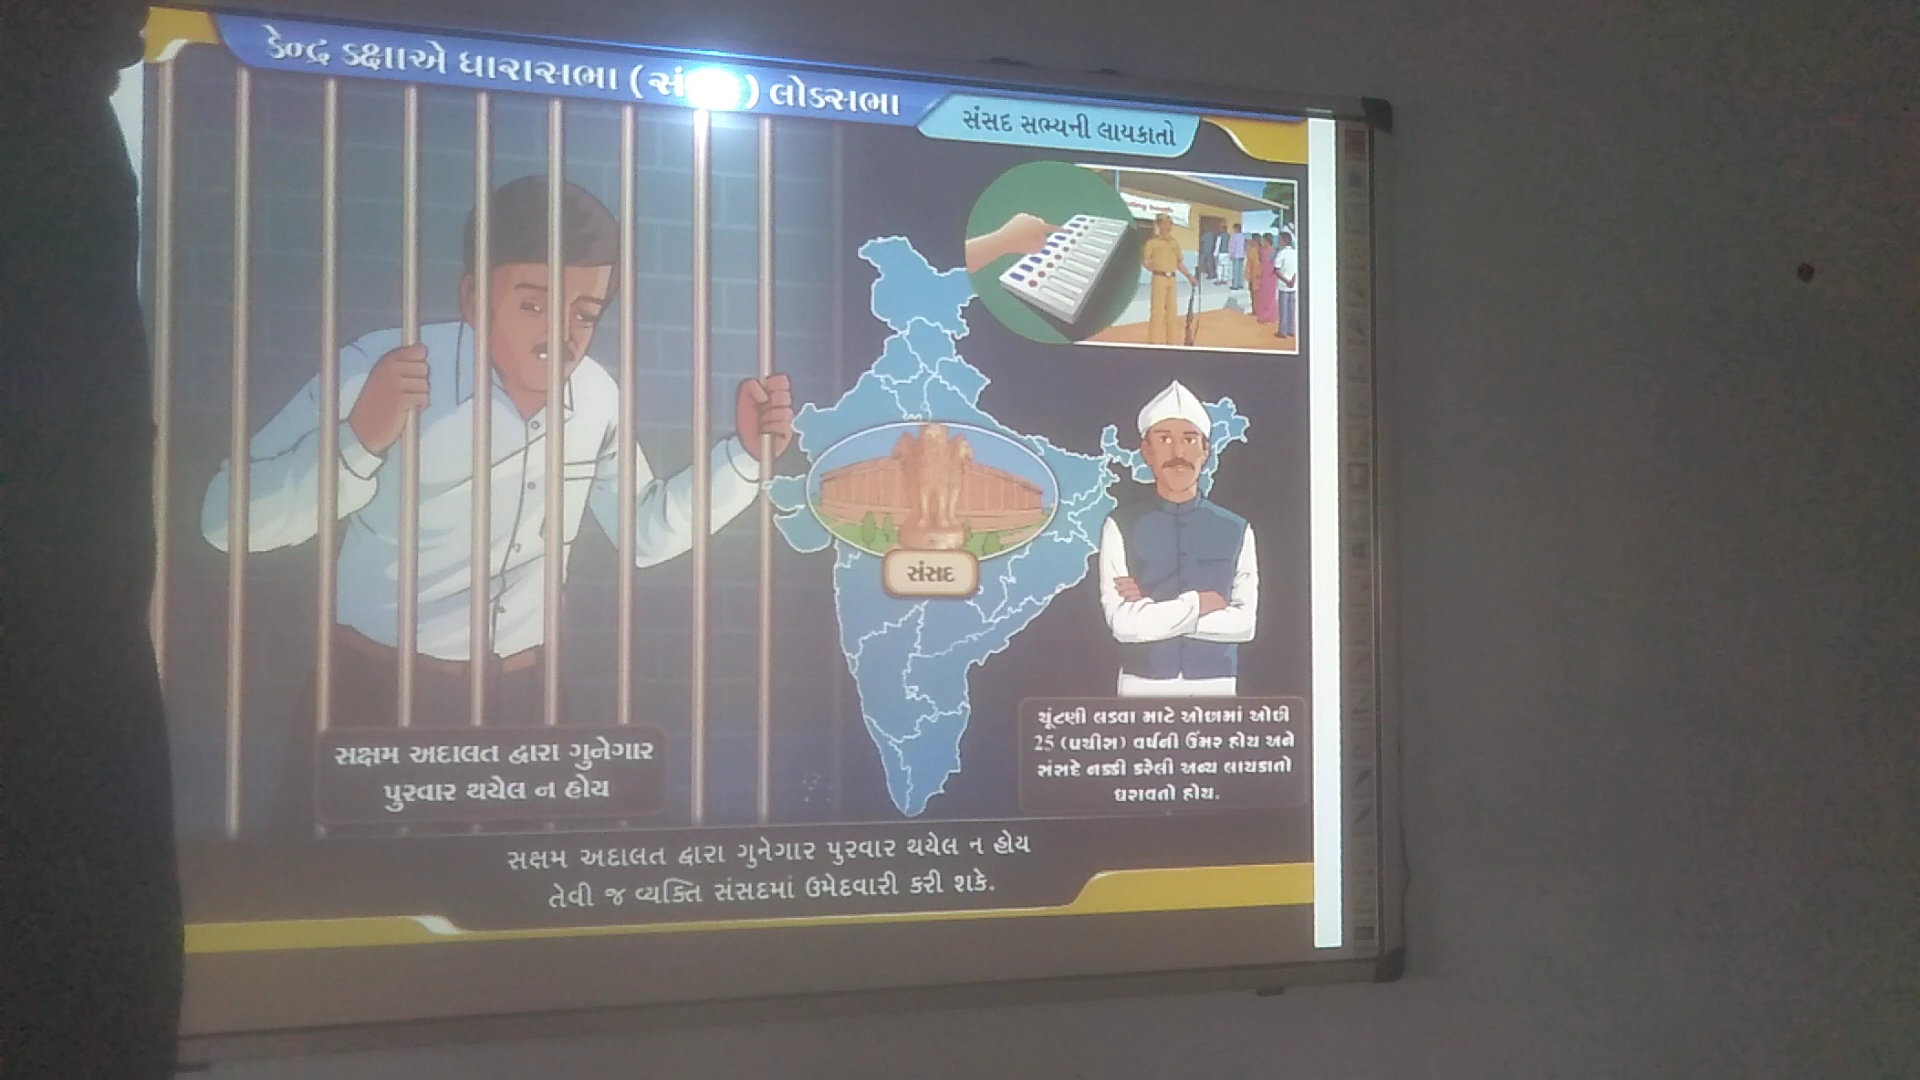 કેન્દ્ર કક્ષાએ ધારાસભા ( ) લોકસભા
સંસદ સભ્યની લાયકાતો
સંસદ
ચૂંટણી લડવા માટે ઓછામાં ઓછી
25 (પચીસ) વર્ષની ઉંમર હોય અને
સંસદે નક્કી કરેલી અન્ય લાયકાતો
ધરાવતો હોય.
સક્ષમ અદાલત દ્વારા ગુનેગાર
પુરવાર થયેલ ન હોય
સક્ષમ અદાલત દ્વારા ગુનેગાર પુરવાર થયેલ ન હોય
તેવી જ વ્યક્તિ સંસદમાં ઉમેદવારી કરી શકે.